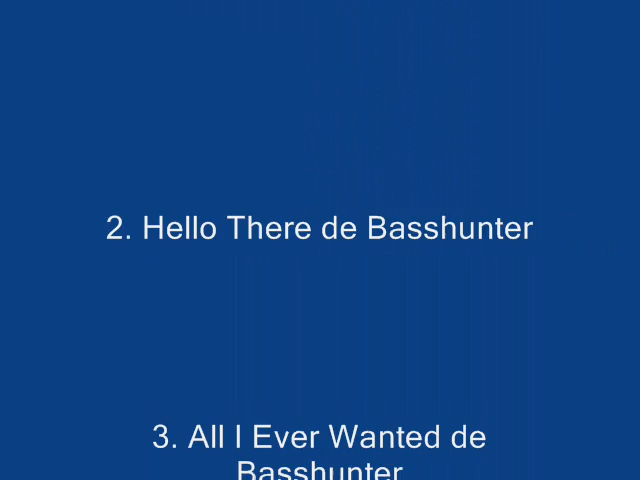 2. Hello There de Basshunter
3. All I Ever Wanted de
Basshunter